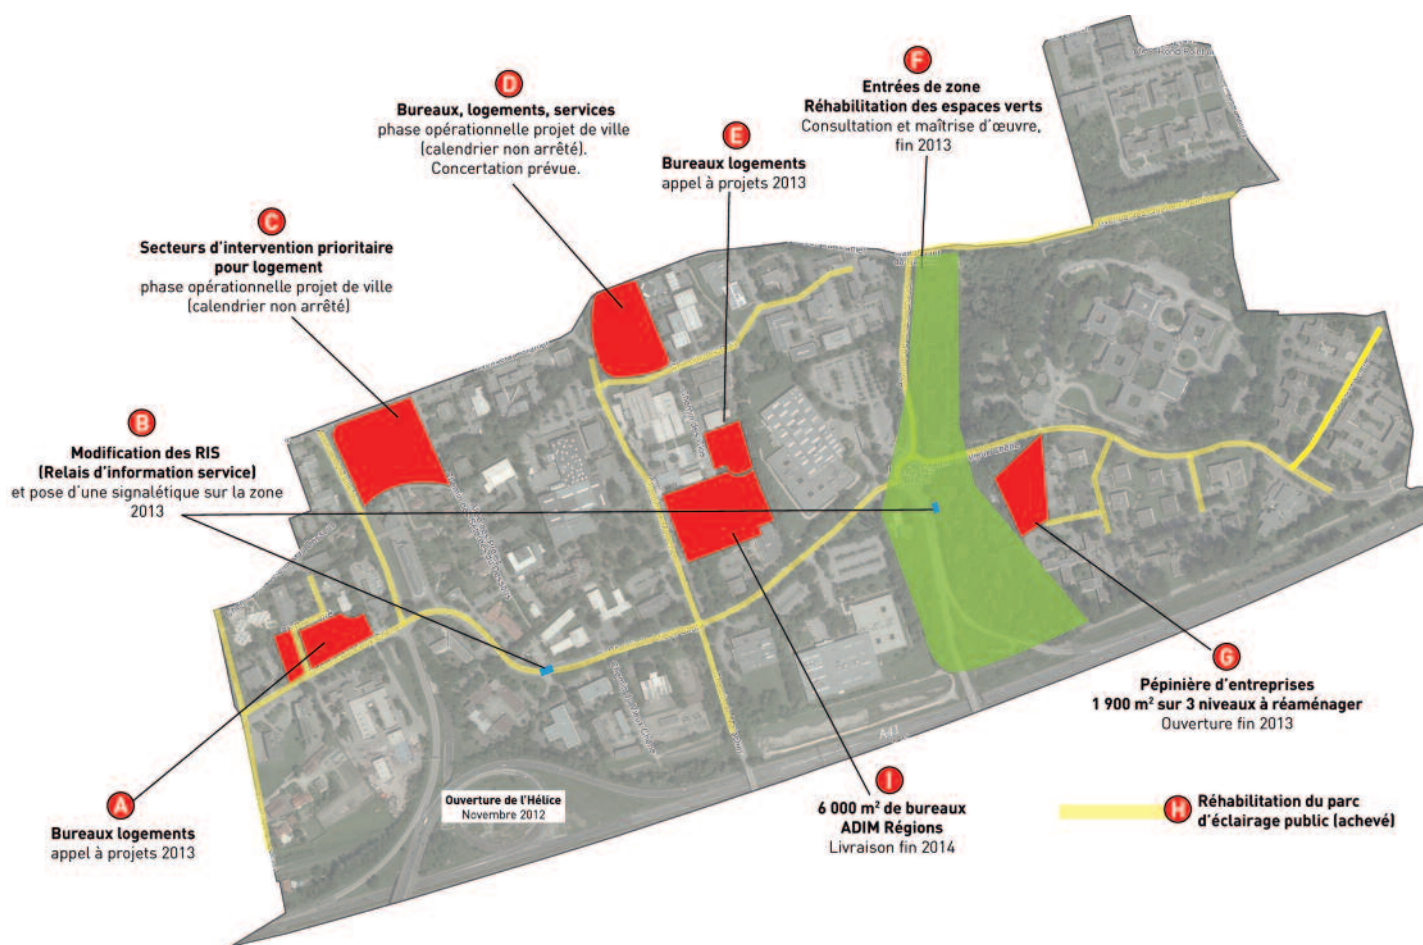 F
Entrées de zone
Réhabilitation des espaces verts
Consultation et maîtrise d'œuvre,
fin 2013
D
Bureaux, logements, services
phase opérationnelle projet de ville
(calendrier non arrêté).
Concertation prévue.
E
Bureaux logements
appel à projets 2013
C
Secteurs d'intervention prioritaire
pour logement
phase opérationnelle projet de ville
(calendrier non arrêté)
B
Modification des RIS
(Relais d'information service)
et pose d'une signalétique sur la zone
2013
G
Pépinière d'entreprises
1 900 m² sur 3 niveaux à réaménager
Ouverture fin 2013
A41
A
Bureaux logements
appel à projets 2013
Ouverture de l'Hélice
Novembre 2012
I
6 000 m² de bureaux
ADIM Régions
Livraison fin 2014
H
Réhabilitation du parc
d'éclairage public (achevé)